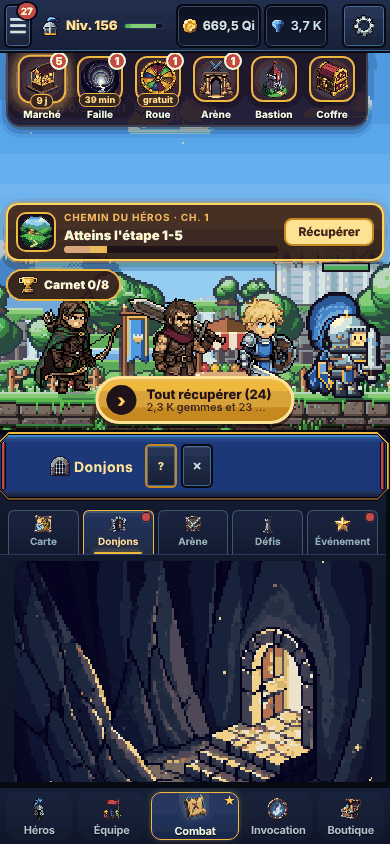 27
Niv. 156
669,5 Qi
3,7 K
5
1
1
1
9 j
39 min
gratuit
Marché
Faille
Roue
Arène
Bastion
Coffre
CHEMIN DU HÉROS · CH. 1
Atteins l'étape 1-5
Récupérer
Carnet 0/8
Tout récupérer (24)
2,3 K gemmes et 23 ...
Donjons
?
×
Carte
Donjons
Arène
Défis
Événement
Héros
Équipe
Combat
Invocation
Boutique